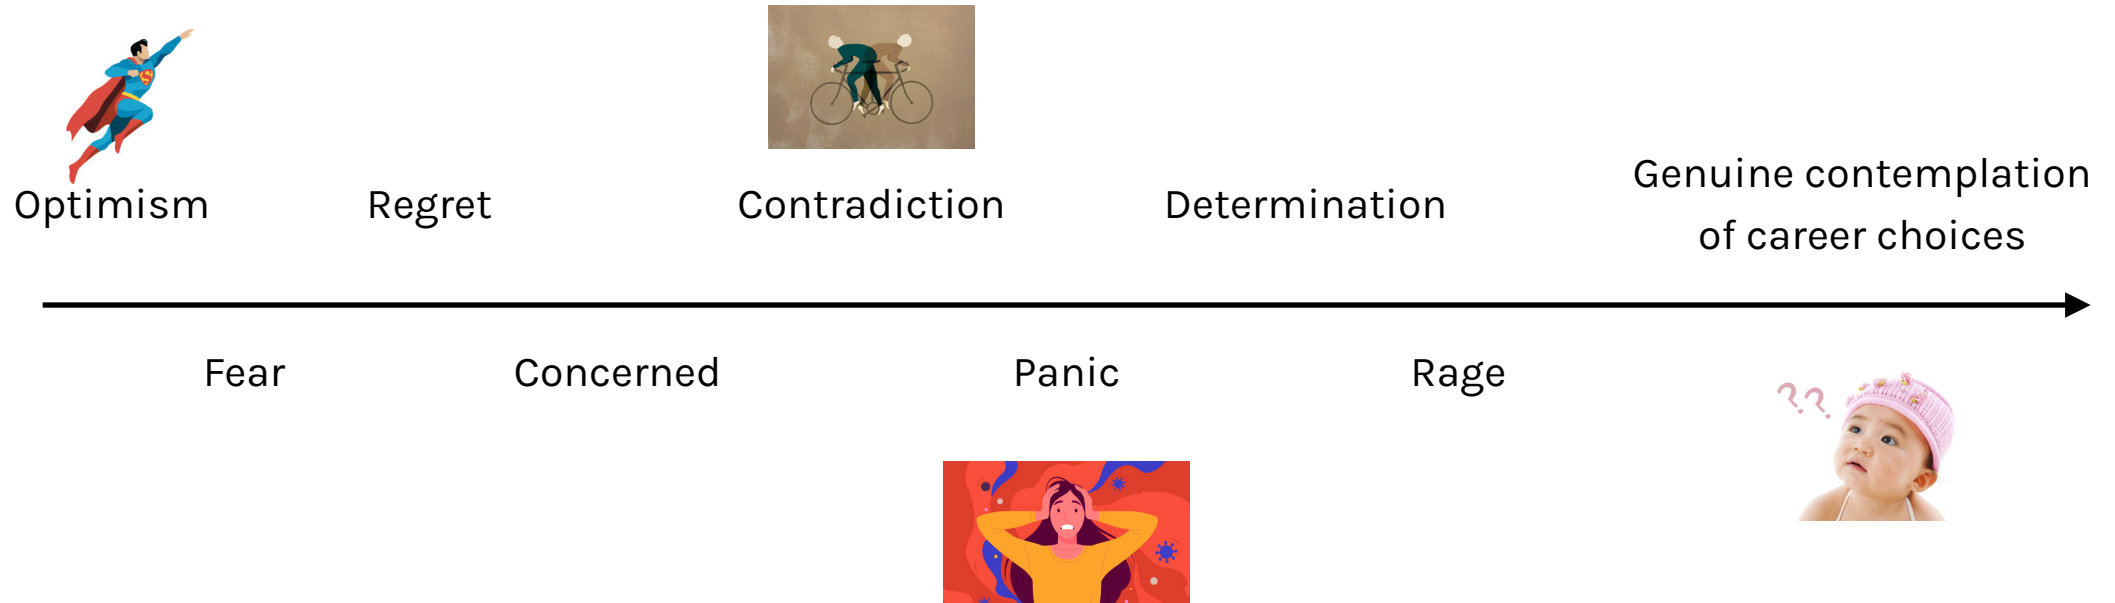 Optimism
Regret
Contradiction
Determination
Genuine contemplation
of career choices
Fear
Concerned
Panic
Rage
??